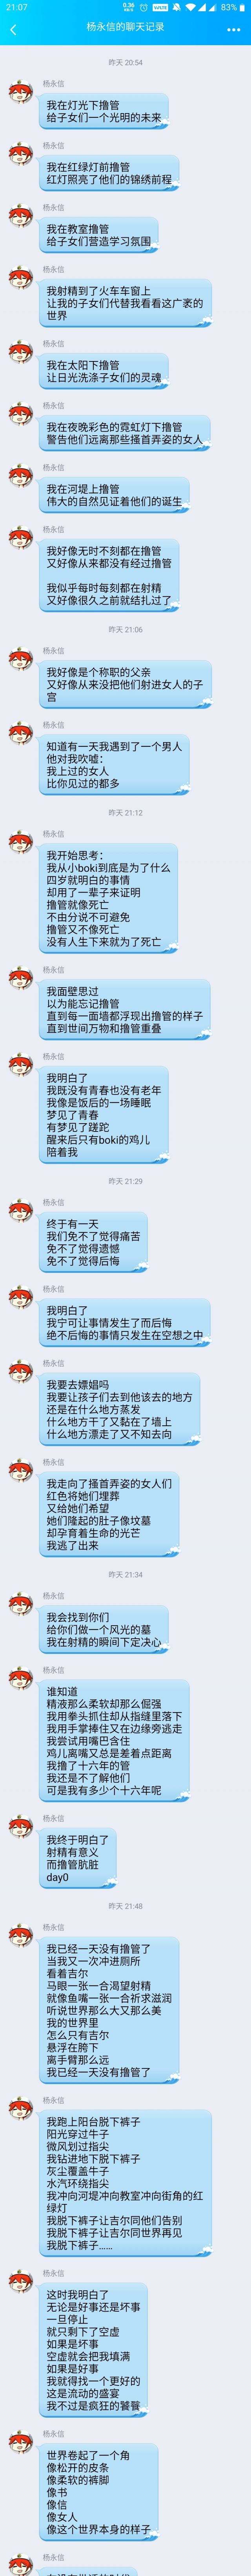 21:07
0.36
KB/S
VoLTE
83%
杨永信的聊天记录
昨天 20:54
杨永信
我在灯光下撸管
给子女们一个光明的未来
杨永信
我在红绿灯前撸管
红灯照亮了他们的锦绣前程
杨永信
我在教室撸管
给子女们营造学习氛围
杨永信
我射精到了火车车窗上
让我的子女们代替我看看这广袤的
世界
杨永信
我在太阳下撸管
让日光洗涤子女们的灵魂
杨永信
我在夜晚彩色的霓虹灯下撸管
警告他们远离那些搔首弄姿的女人
杨永信
我在河堤上撸管
伟大的自然见证着他们的诞生
杨永信
我好像无时不刻都在撸管
又好像从来都没有经过撸管
我似乎每时每刻都在射精
又好像很久之前就结扎过了
昨天 21:06
杨永信
我好像是个称职的父亲
又好像从来没把他们射进女人的子
宫
杨永信
知道有一天我遇到了一个男人
他对我吹嘘：
我上过的女人
比你见过的都多
昨天 21:12
杨永信
我开始思考：
我从小boki到底是为了什么
四岁就明白的事情
却用了一辈子来证明
撸管就像死亡
不由分说不可避免
撸管又不像死亡
没有人生下来就为了死亡
杨永信
我面壁思过
以为能忘记撸管
直到每一面墙都浮现出撸管的样子
直到世间万物和撸管重叠
杨永信
我明白了
我既没有青春也没有老年
我像是饭后的一场睡眠
梦见了青春
有梦见了蹉跎
醒来后只有boki的鸡儿
陪着我
昨天 21:29
杨永信
终于有一天
我们免不了觉得痛苦
免不了觉得遗憾
免不了觉得后悔
杨永信
我明白了
我宁可让事情发生了而后悔
绝不后悔的事情只发生在空想之中
杨永信
我要去嫖娼吗
我要让孩子们去到他该去的地方
还是在什么地方蒸发
什么地方干了又黏在了墙上
什么地方漂走了又不知去向
杨永信
我走向了搔首弄姿的女人们
红色将她们埋葬
又给她们希望
她们隆起的肚子像坟墓
却孕育着生命的光芒
我逃了出来
昨天 21:34
杨永信
我会找到你们
给你们做一个风光的墓
我在射精的瞬间下定决心
杨永信
谁知道
精液那么柔软却那么倔强
我用拳头抓住却从指缝里落下
我用手掌捧住又在边缘旁逃走
我尝试用嘴巴含住
鸡儿离嘴又总是差着点距离
我撸了十六年的管
我还是不了解他们
可是我有多少个十六年呢
杨永信
我终于明白了
射精有意义
而撸管肮脏
day0
昨天 21:48
杨永信
我已经一天没有撸管了
当我又一次冲进厕所
看着吉尔
马眼一张一合渴望射精
就像鱼嘴一张一合祈求滋润
听说世界那么大又那么美
我的世界里
怎么只有吉尔
悬浮在胯下
离手臂那么远
我已经一天没有撸管了
杨永信
我跑上阳台脱下裤子
阳光穿过牛子
微风划过指尖
我钻进地下脱下裤子
灰尘覆盖牛子
水汽环绕指尖
我冲向河堤冲向教室冲向街角的红
绿灯
我脱下裤子让吉尔同他们告别
我脱下裤子让吉尔同世界再见
我脱下裤子……
杨永信
这时我明白了
无论是好事还是坏事
一旦停止
就只剩下了空虚
如果是坏事
空虚就会把我填满
如果是好事
我就得找一个更好的
这是流动的盛宴
我不过是疯狂的饕餮
杨永信
世界卷起了一个角
像松开的皮条
像柔软的裤脚
像书
像信
像女人
像这个世界本身的样子
杨永信